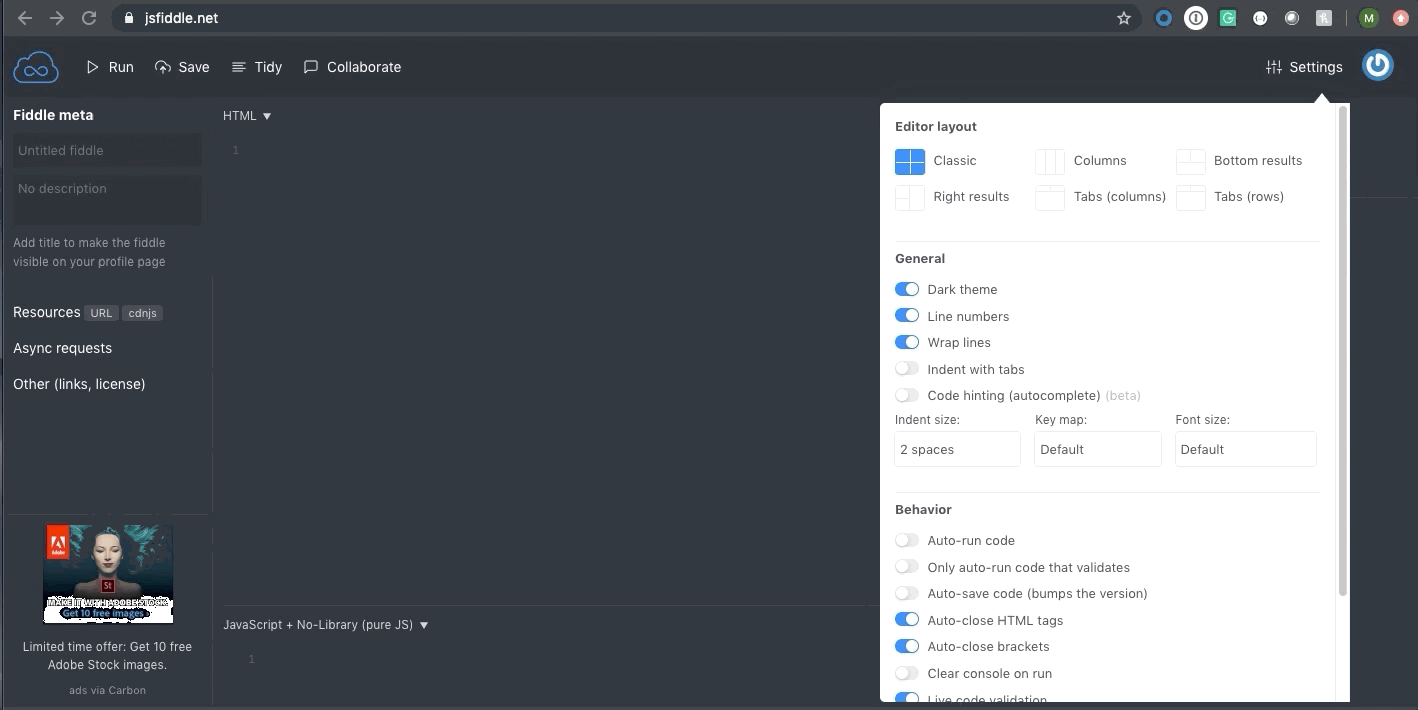 jsfiddle.net
M
Run
Save
Tidy
Collaborate
Settings
Fiddle meta
Untitled fiddle
No description
Add title to make the fiddle
visible on your profile page
Resources URL cdnjs
Async requests
Other (links, license)
Adobe
St
MAKE IT WITH ADOBE STOCK.
Get 10 free images
Limited time offer: Get 10 free
Adobe Stock images.
ads via Carbon
HTML
1
JavaScript + No-Library (pure JS)
1
Editor layout
Classic Columns Bottom results
Right results Tabs (columns) Tabs (rows)
General
Dark theme
Line numbers
Wrap lines
Indent with tabs
Code hinting (autocomplete) (beta)
Indent size: Key map: Font size:
2 spaces Default Default
Behavior
Auto-run code
Only auto-run code that validates
Auto-save code (bumps the version)
Auto-close HTML tags
Auto-close brackets
Clear console on run
Live code validation